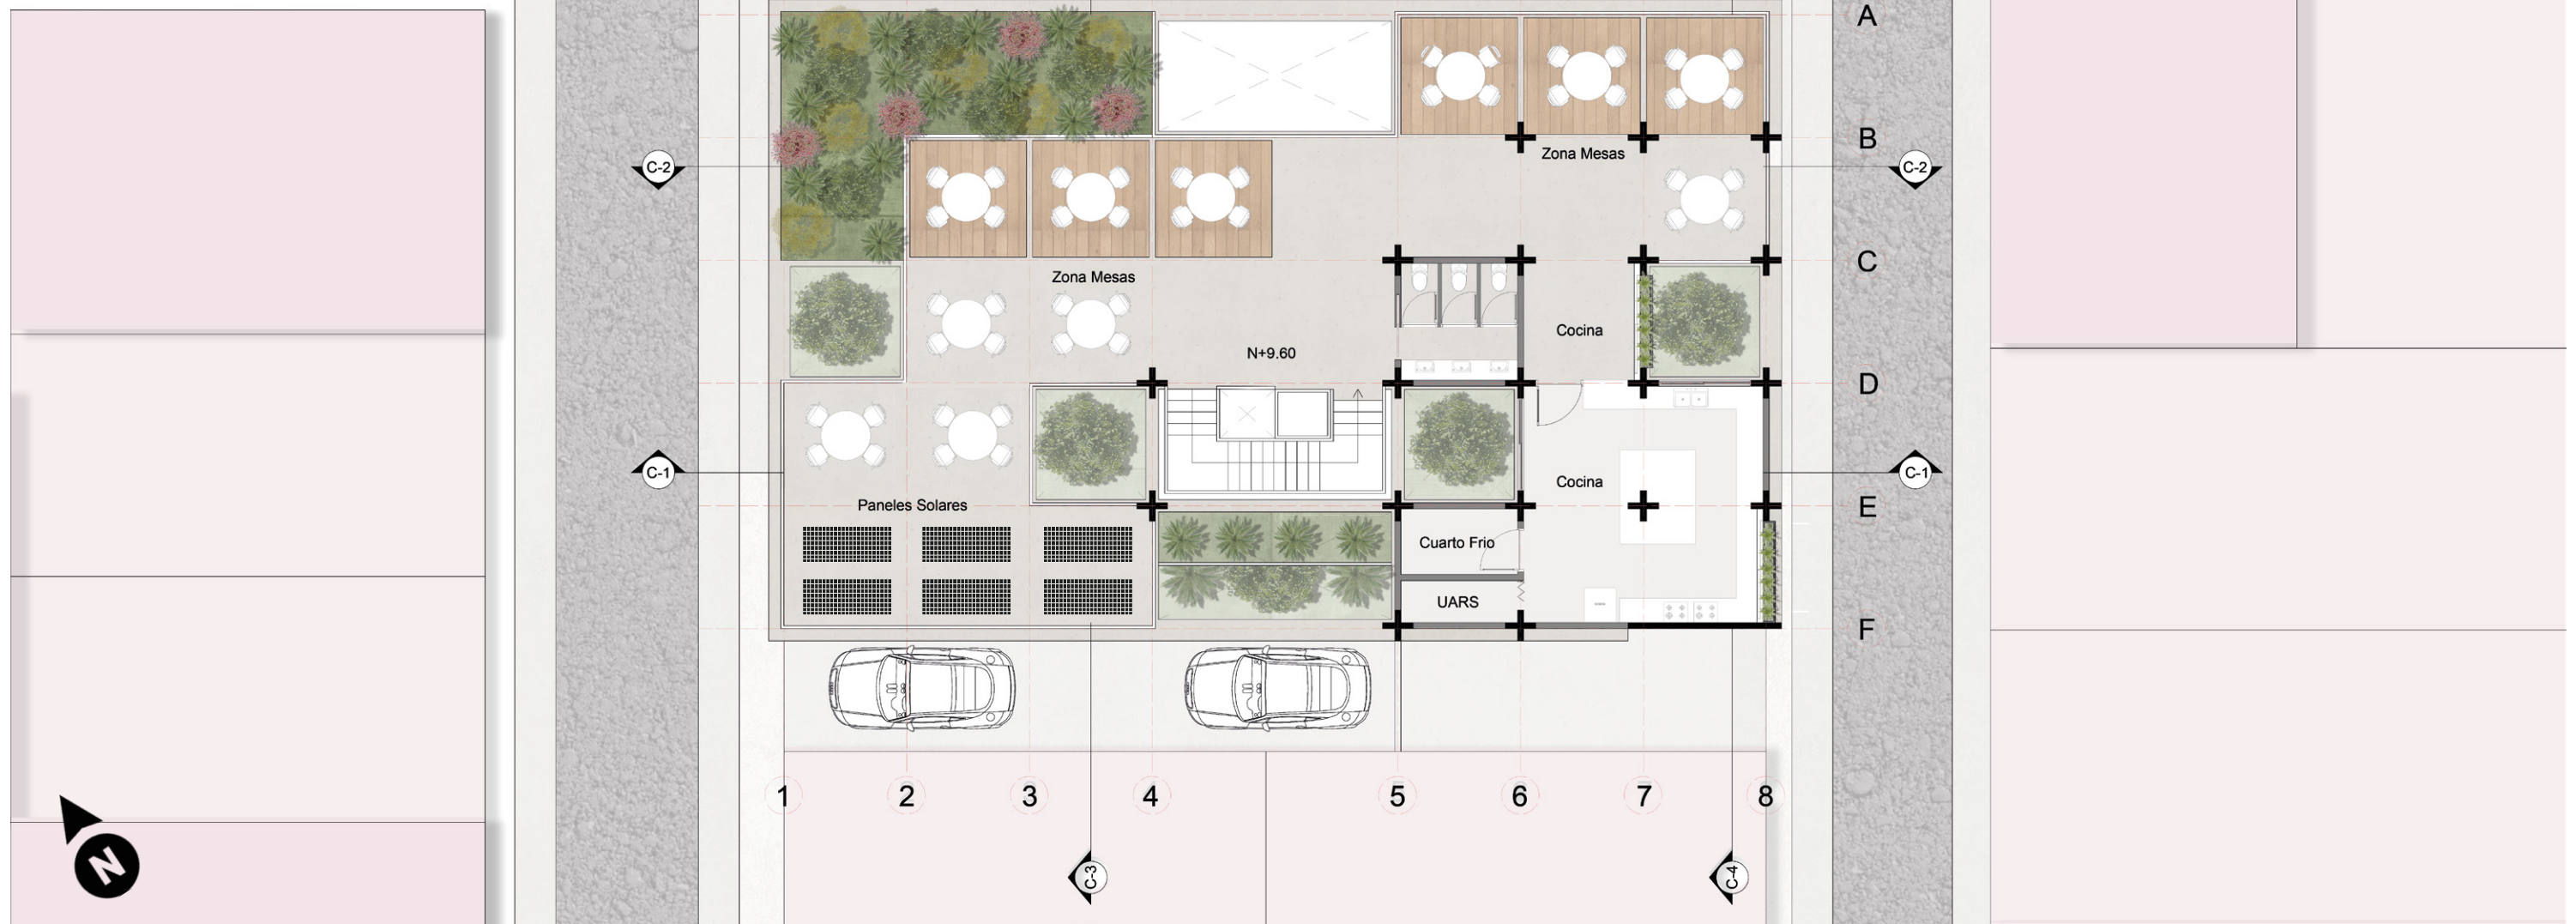 A
B
C-2
Zona Mesas
C-2
C
Zona Mesas
Cocina
N+9.60
D
C-1
Cocina
C-1
Paneles Solares
E
Cuarto Frio
UARS
F
1
2
3
4
5
6
7
8
N
C-3
C-4